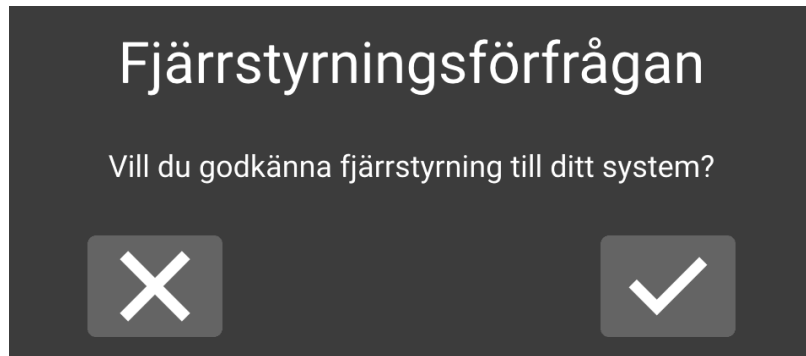 Fjärrstyrningsförfrågan
Vill du godkänna fjärrstyrning till ditt system?